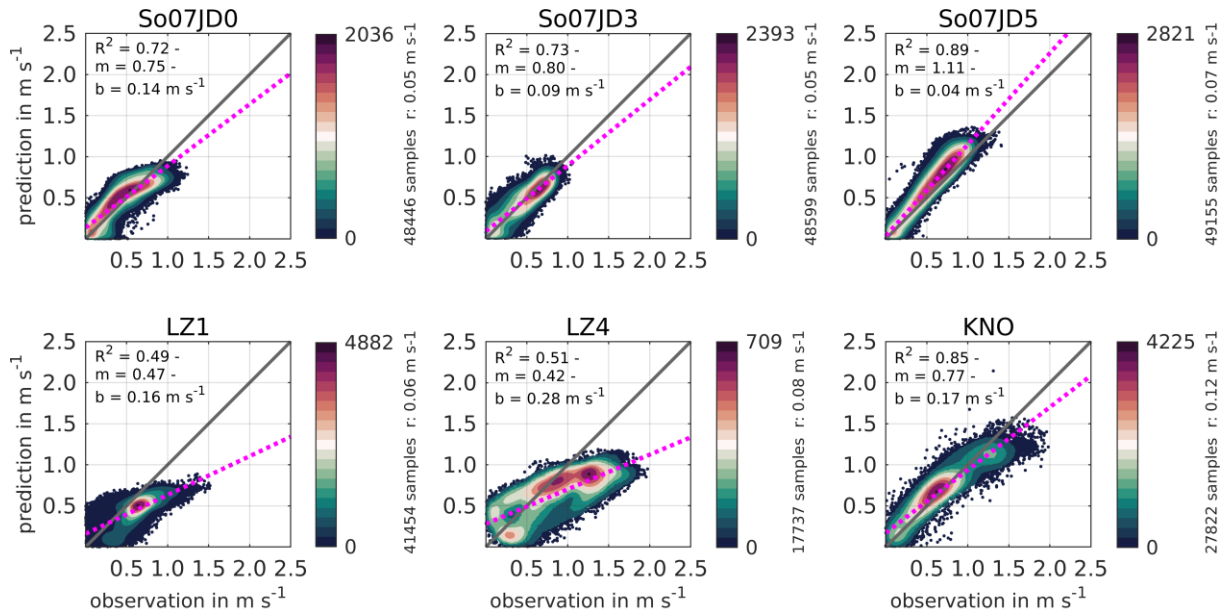 So07JD0
So07JD3
So07JD5
prediction in m s⁻¹
2.5
2.0
1.5
1.0
0.5
R² = 0.72 -
m = 0.75 -
b = 0.14 m s⁻¹
0.5 1.0 1.5 2.0 2.5
2036
0
48446 samples r: 0.05 m s-1
2.5
2.0
1.5
1.0
0.5
R² = 0.73 -
m = 0.80 -
b = 0.09 m s⁻¹
0.5 1.0 1.5 2.0 2.5
2393
0
48599 samples r: 0.05 m s-1
2.5
2.0
1.5
1.0
0.5
R² = 0.89 -
m = 1.11 -
b = 0.04 m s⁻¹
0.5 1.0 1.5 2.0 2.5
2821
0
49155 samples r: 0.07 m s-1
LZ1
LZ4
KNO
prediction in m s⁻¹
2.5
2.0
1.5
1.0
0.5
R² = 0.49 -
m = 0.47 -
b = 0.16 m s⁻¹
0.5 1.0 1.5 2.0 2.5
observation in m s⁻¹
4882
0
41454 samples r: 0.06 m s-1
2.5
2.0
1.5
1.0
0.5
R² = 0.51 -
m = 0.42 -
b = 0.28 m s⁻¹
0.5 1.0 1.5 2.0 2.5
observation in m s⁻¹
709
0
17737 samples r: 0.08 m s-1
2.5
2.0
1.5
1.0
0.5
R² = 0.85 -
m = 0.77 -
b = 0.17 m s⁻¹
0.5 1.0 1.5 2.0 2.5
observation in m s⁻¹
4225
0
27822 samples r: 0.12 m s-1